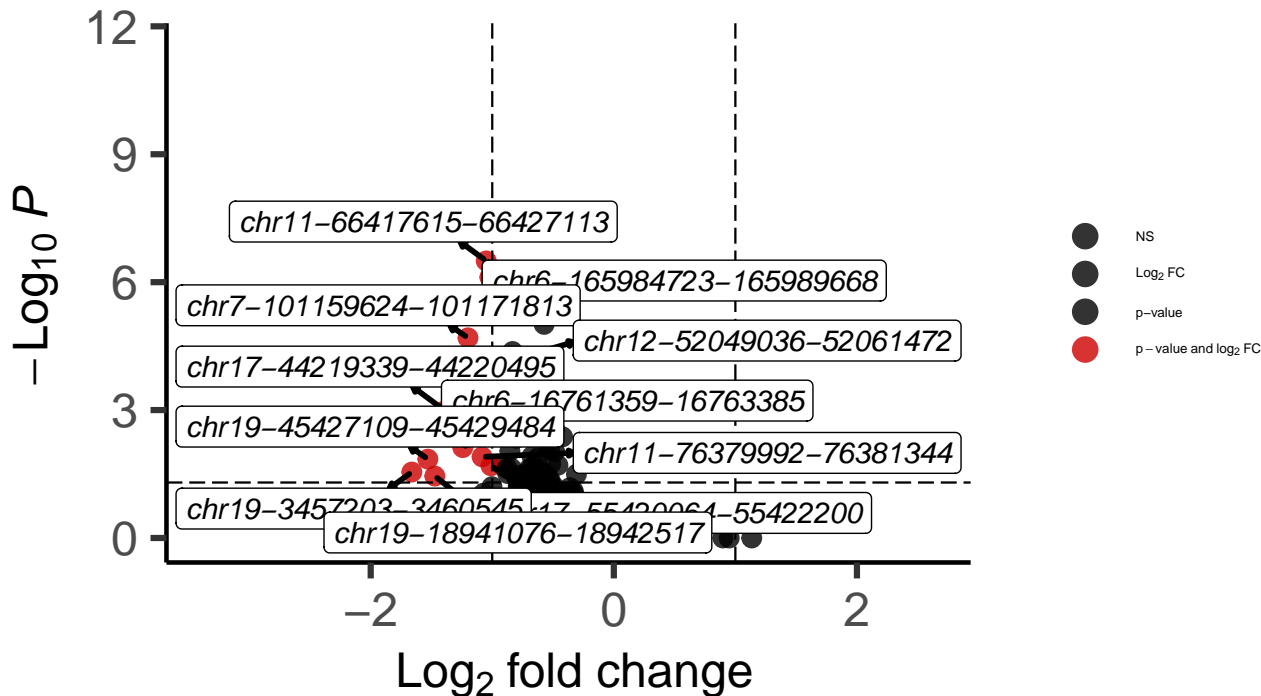 12
9
6
3
0
−Log10 P
chr11−66417615−66427113
chr6−165984723−165989668
chr7−101159624−101171813
chr12−52049036−52061472
chr17−44219339−44220495
chr6−16761359−16763385
chr19−45427109−45429484
chr11−76379992−76381344
chr19−3457203−3460545
17−55420064−55422200
chr19−18941076−18942517
−2
0
2
Log2 fold change
NS
Log2 FC
p−value
p−value and log2 FC